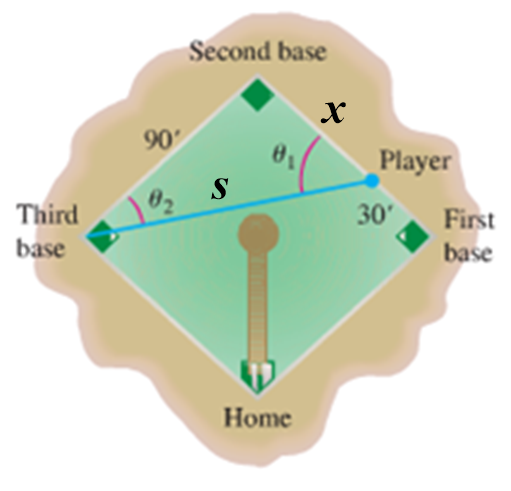 Second base
x
90′
θ₁
Player
s
θ₂
30′
Third
base
First
base
Home